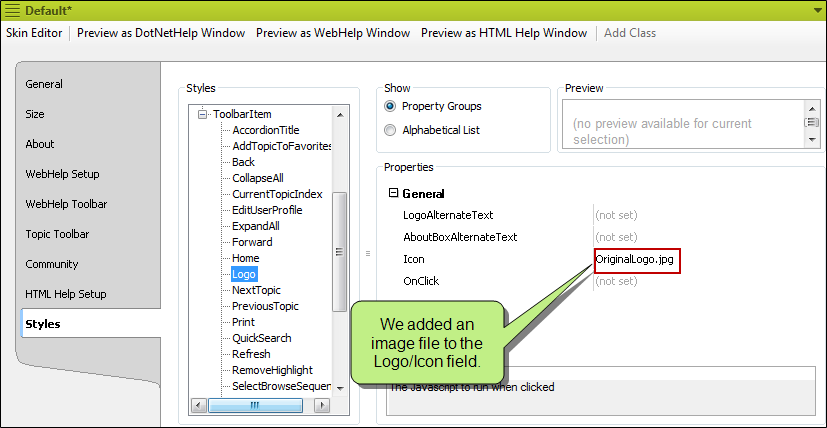 Default*
Skin Editor Preview as DotNetHelp Window Preview as WebHelp Window Preview as HTML Help Window Add Class
General
Size
About
WebHelp Setup
WebHelp Toolbar
Topic Toolbar
Community
HTML Help Setup
Styles
Styles
ToolbarItem
AccordionTitle
AddTopicToFavorites
Back
CollapseAll
CurrentTopicIndex
EditUserProfile
ExpandAll
Forward
Home
Logo
NextTopic
PreviousTopic
Print
QuickSearch
Refresh
RemoveHighlight
SelectBrowseSequen
Show
Property Groups
Alphabetical List
Preview
(no preview available for current
selection)
Properties
General
LogoAlternateText (not set)
AboutBoxAlternateText (not set)
Icon OriginalLogo.jpg
OnClick (not set)
We added an
image file to the
Logo/Icon field.
The Javascript to run when clicked